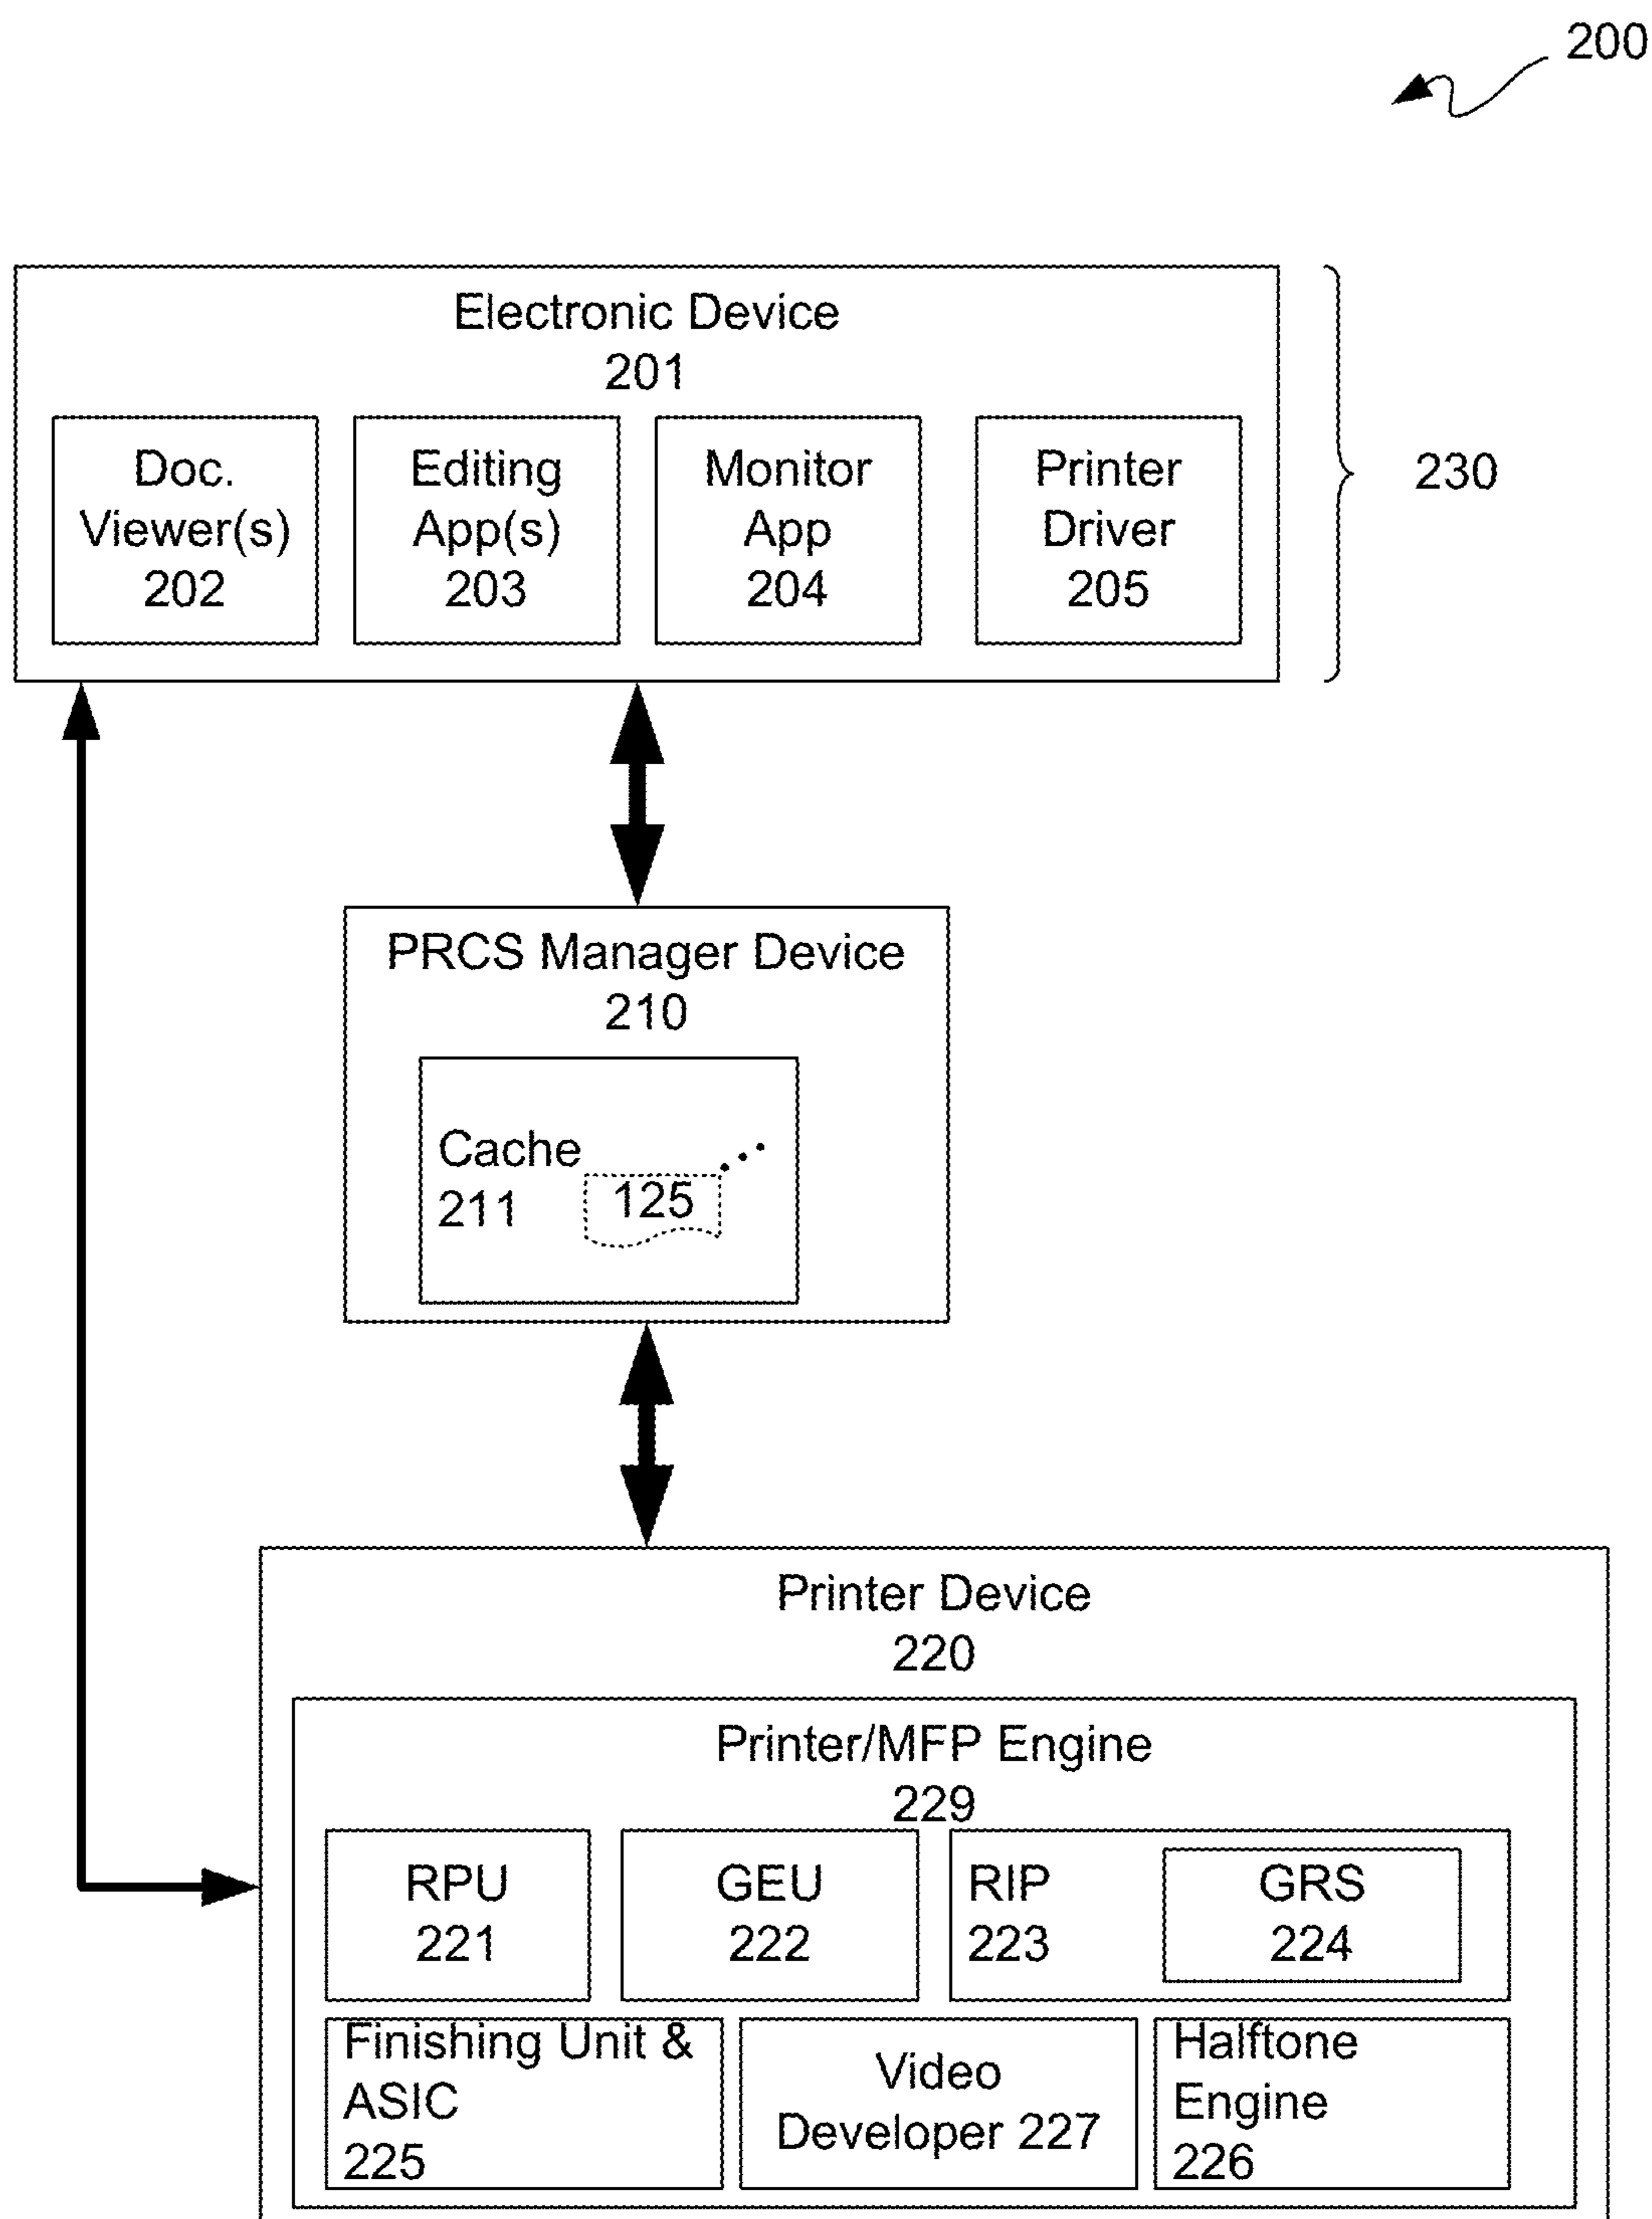 200
Electronic Device
201
Doc.
Viewer(s)
202
Editing
App(s)
203
Monitor
App
204
Printer
Driver
205
230
PRCS Manager Device
210
Cache
211
125
Printer Device
220
Printer/MFP Engine
229
RPU
221
GEU
222
RIP
223
GRS
224
Finishing Unit &
ASIC
225
Video
Developer 227
Halftone
Engine
226